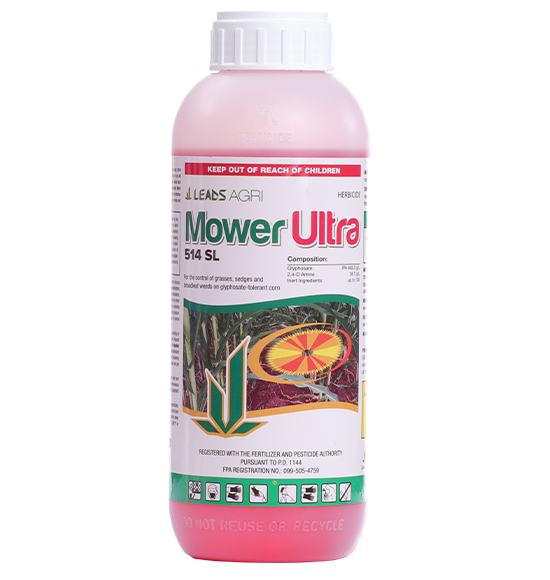 KEEP OUT OF REACH OF CHILDREN
LEADS AGRI
HERBICIDE
Mower Ultra
514 SL
Composition:
Glyphosate
2,4-D Amine
Inert Ingredients
For the control of grasses, sedges and
broadleaf weeds on glyphosate-tolerant corn
REGISTERED WITH THE FERTILIZER AND PESTICIDE AUTHORITY
PURSUANT TO P.D. 1144
FPA REGISTRATION NO.: 099-505-4759
DO NOT REUSE OR RECYCLE